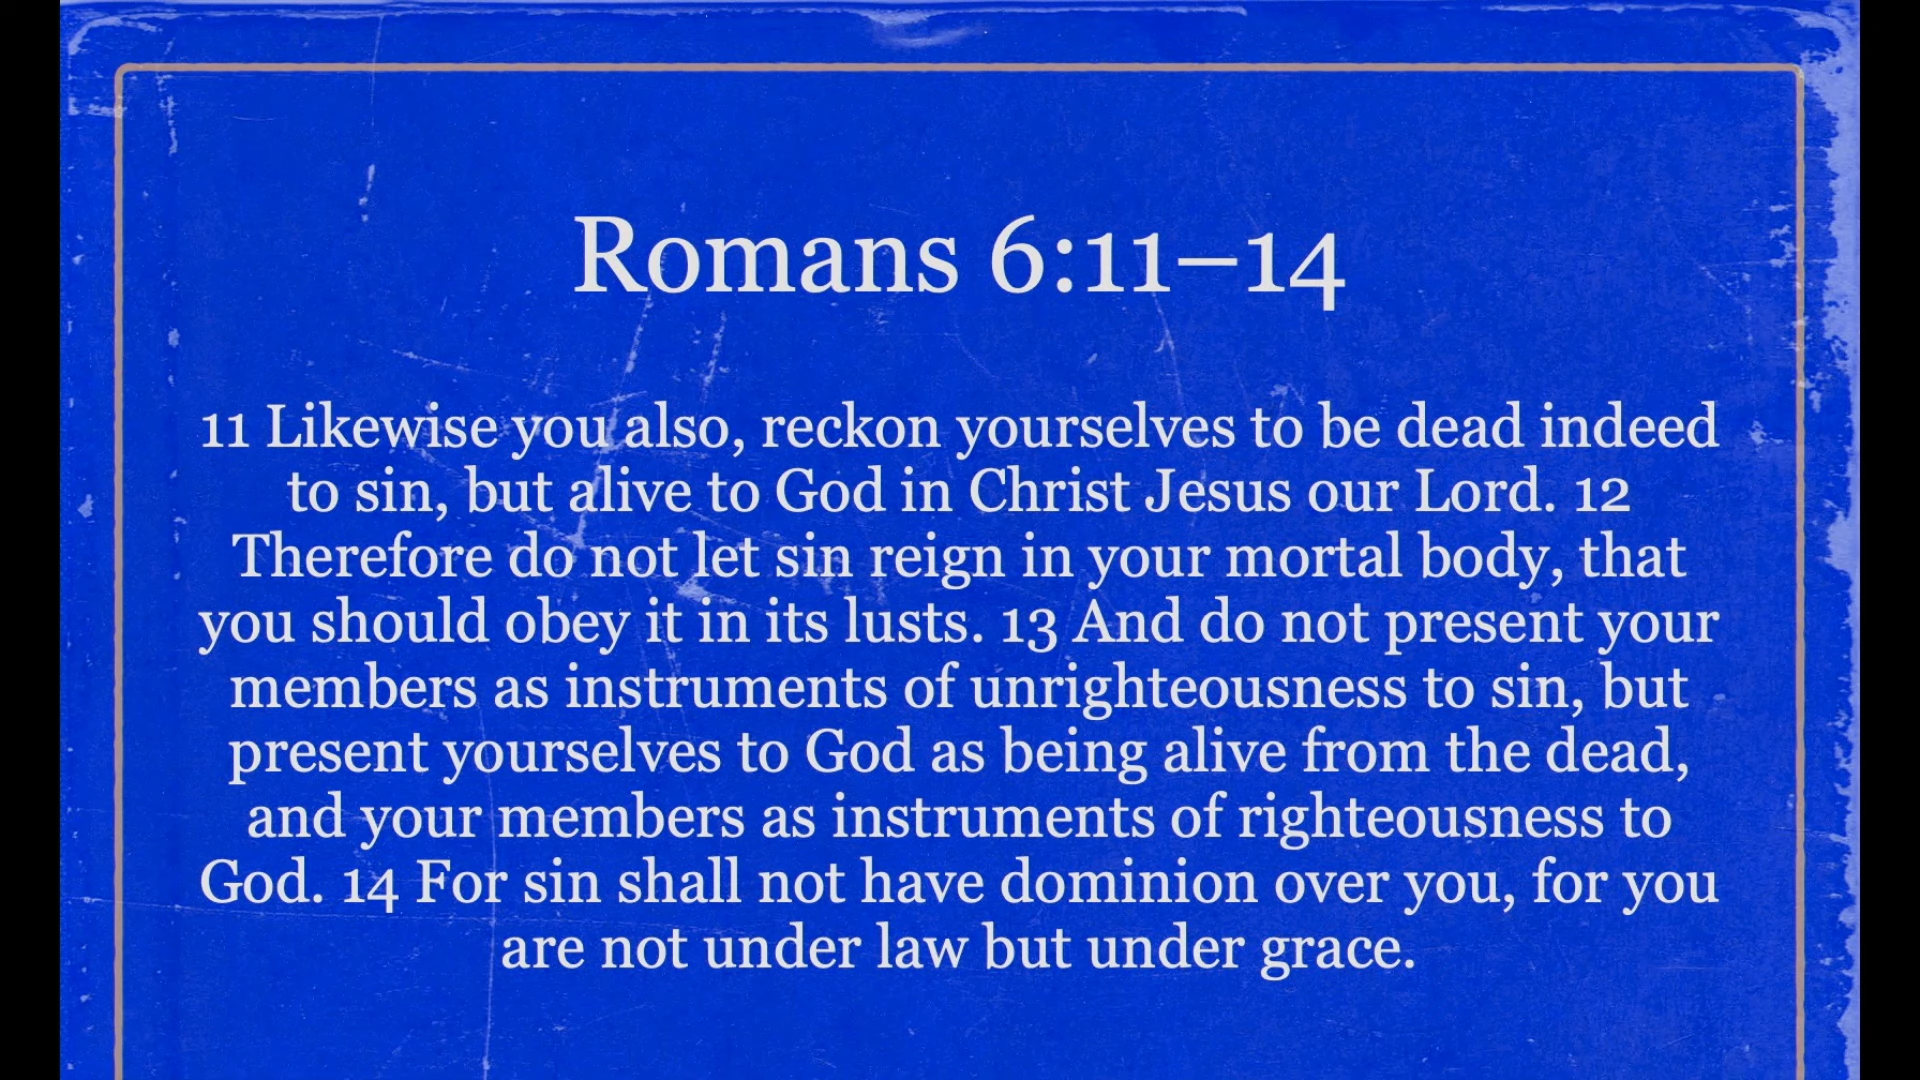 Romans 6:11–14
11 Likewise you also, reckon yourselves to be dead indeed
to sin, but alive to God in Christ Jesus our Lord. 12
Therefore do not let sin reign in your mortal body, that
you should obey it in its lusts. 13 And do not present your
members as instruments of unrighteousness to sin, but
present yourselves to God as being alive from the dead,
and your members as instruments of righteousness to
God. 14 For sin shall not have dominion over you, for you
are not under law but under grace.